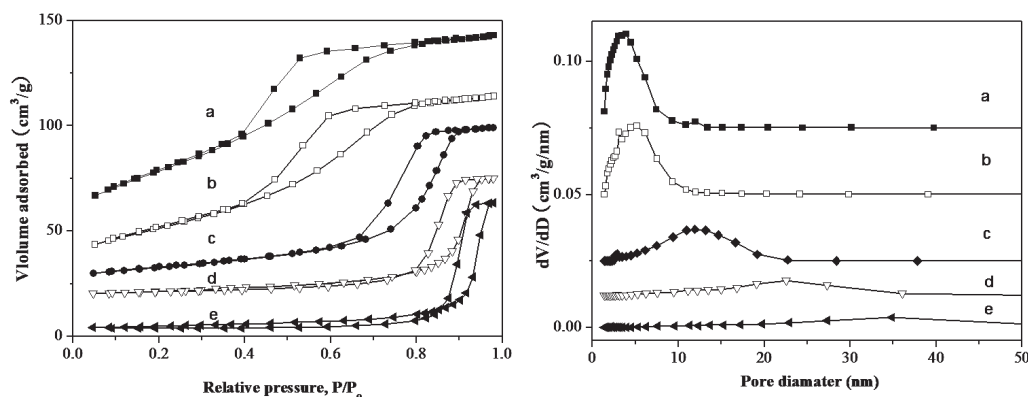 150
100
50
0
Vlolume adsorbed (cm³/g)
a
b
c
d
e
0.0 0.2 0.4 0.6 0.8 1.0
Relative pressure, P/Pₒ
0.10
0.05
0.00
dV/dD (cm³/g/nm)
a
b
c
d
e
0 10 20 30 40 50
Pore diamater (nm)